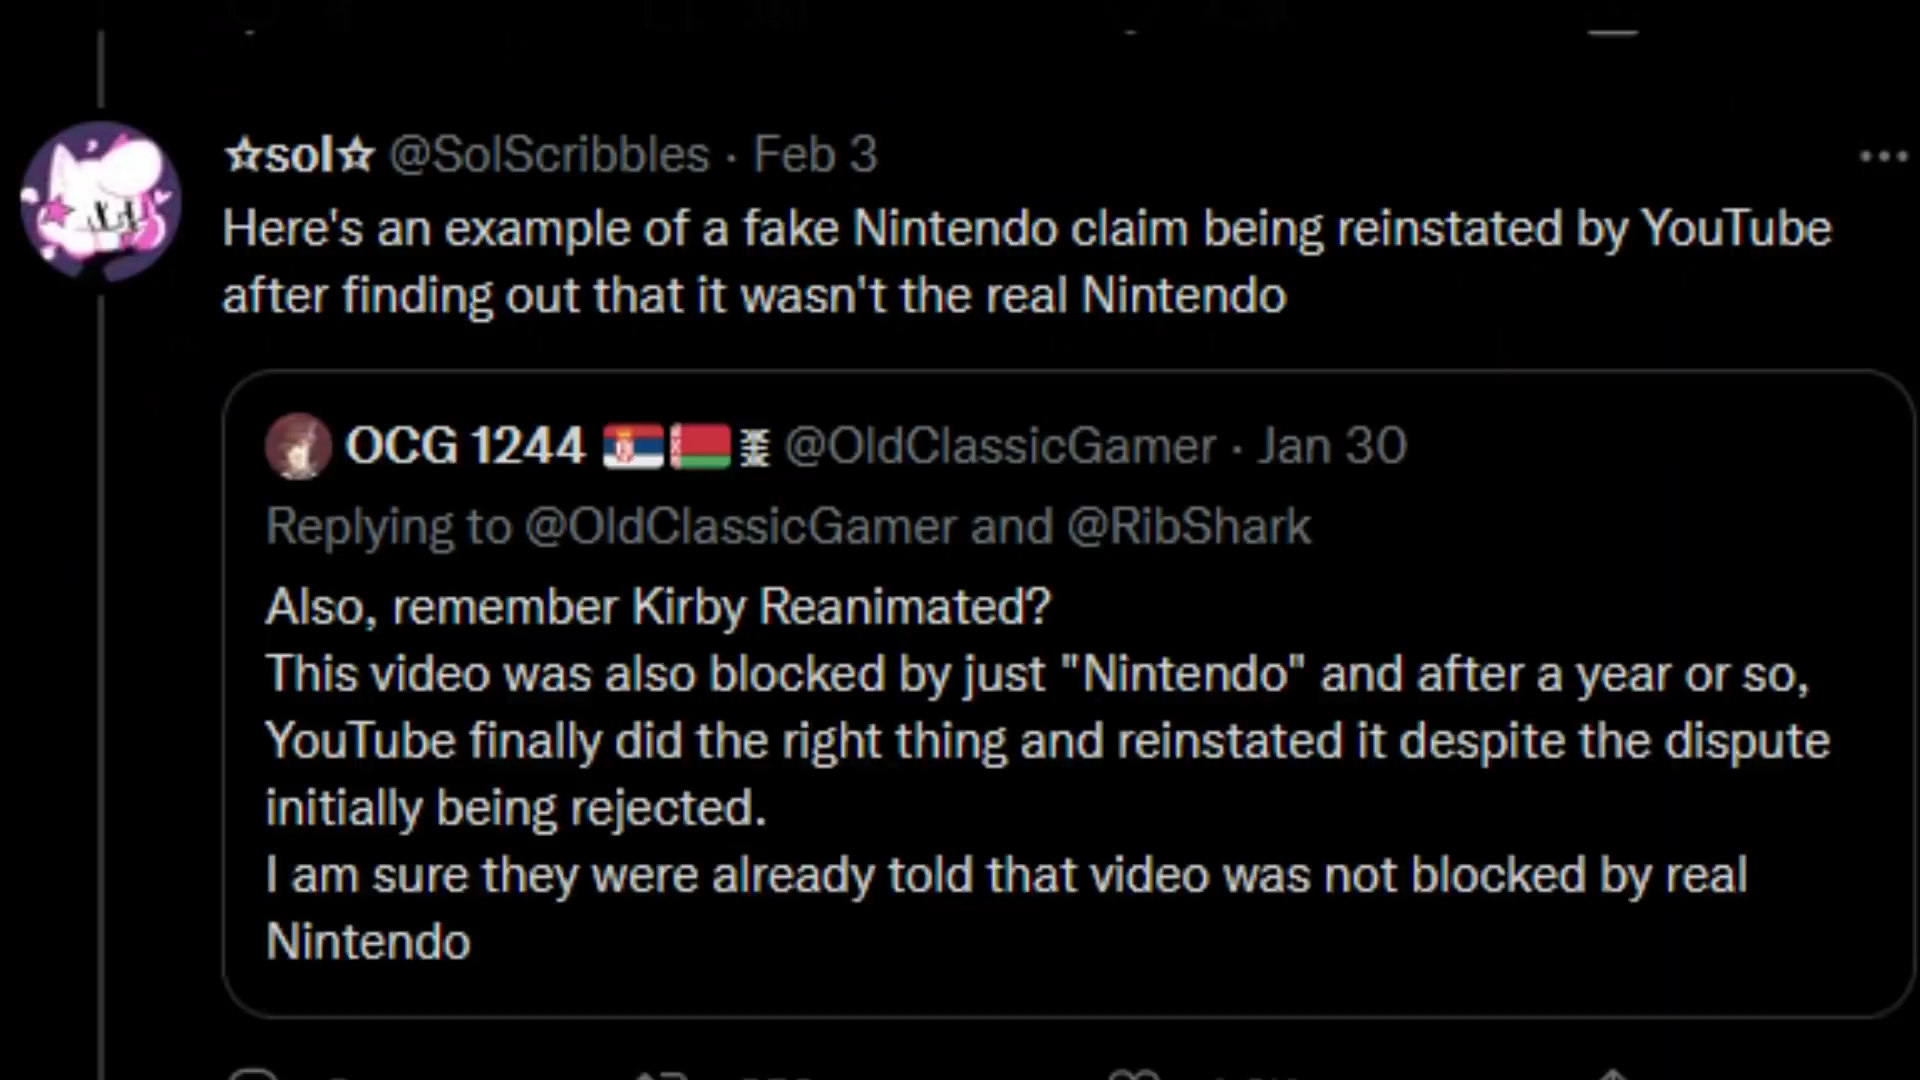 ☆sol☆ @SolScribbles · Feb 3
Here's an example of a fake Nintendo claim being reinstated by YouTube
after finding out that it wasn't the real Nintendo
OCG 1244 🇷🇸🇧🇾 @OldClassicGamer · Jan 30
Replying to @OldClassicGamer and @RibShark
Also, remember Kirby Reanimated?
This video was also blocked by just "Nintendo" and after a year or so,
YouTube finally did the right thing and reinstated it despite the dispute
initially being rejected.
I am sure they were already told that video was not blocked by real
Nintendo